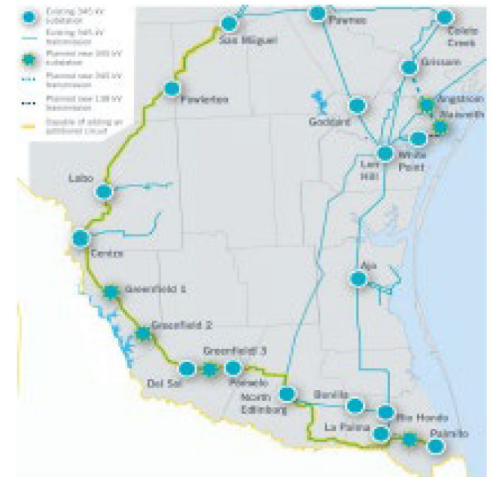 Existing 345 kV
substation
Existing 345 kV
transmission
Planned new 345 kV
substation
Planned new 345 kV
transmission
Planned new 138 kV
transmission
Capable of adding an
additional circuit
San Miguel
Pawnee
Coleto
Creek
Grissom
Angstrom
Naismith
Fowlerton
Goddard
Lon
Hill
White
Point
Lobo
Cenizo
Ajo
Greenfield 1
Greenfield 2
Greenfield 3
Del Sol
Pomelo
North
Edinburg
Bonilla
Rio Hondo
La Palma
Palmito